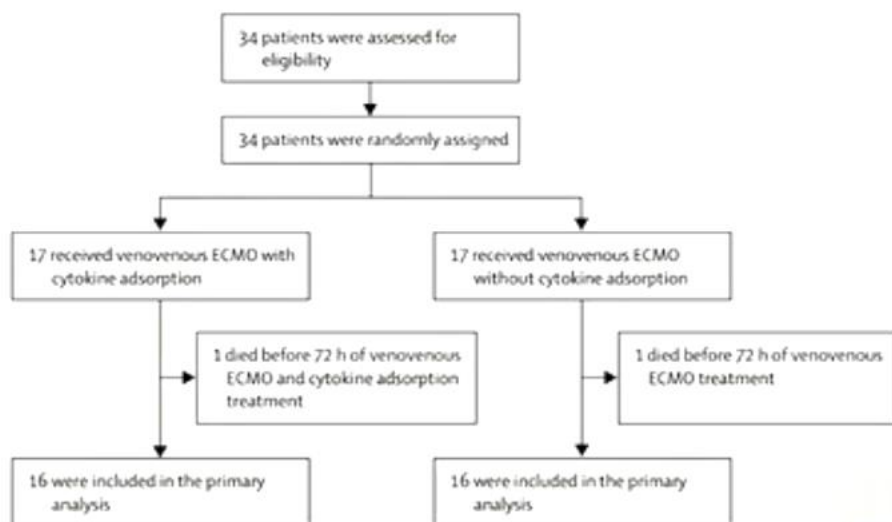 34 patients were assessed for
eligibility
34 patients were randomly assigned
17 received venovenous ECMO with
cytokine adsorption
17 received venovenous ECMO
without cytokine adsorption
1 died before 72 h of venovenous
ECMO and cytokine adsorption
treatment
1 died before 72 h of venovenous
ECMO treatment
16 were included in the primary
analysis
16 were included in the primary
analysis